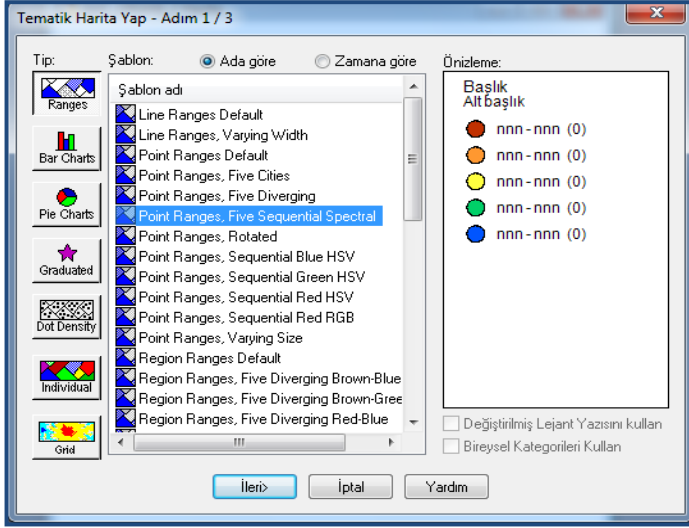 Tematik Harita Yap - Adım 1 / 3
Tip:
Şablon:
Ada göre
Zamana göre
Önizleme:
Ranges
Bar Charts
Pie Charts
Graduated
Dot Density
Individual
Grid
Şablon adı
Line Ranges Default
Line Ranges, Varying Width
Point Ranges Default
Point Ranges, Five Cities
Point Ranges, Five Diverging
Point Ranges, Five Sequential Spectral
Point Ranges, Rotated
Point Ranges, Sequential Blue HSV
Point Ranges, Sequential Green HSV
Point Ranges, Sequential Red HSV
Point Ranges, Sequential Red RGB
Point Ranges, Varying Size
Region Ranges Default
Region Ranges, Five Diverging Brown-Blue
Region Ranges, Five Diverging Brown-Gree
Region Ranges, Five Diverging Red-Blue
Başlık
Altbaşlık
nnn - nnn (0)
nnn - nnn (0)
nnn - nnn (0)
nnn - nnn (0)
nnn - nnn (0)
Değiştirilmiş Lejant Yazısını kullan
Bireysel Kategorileri Kullan
İleri>
İptal
Yardım